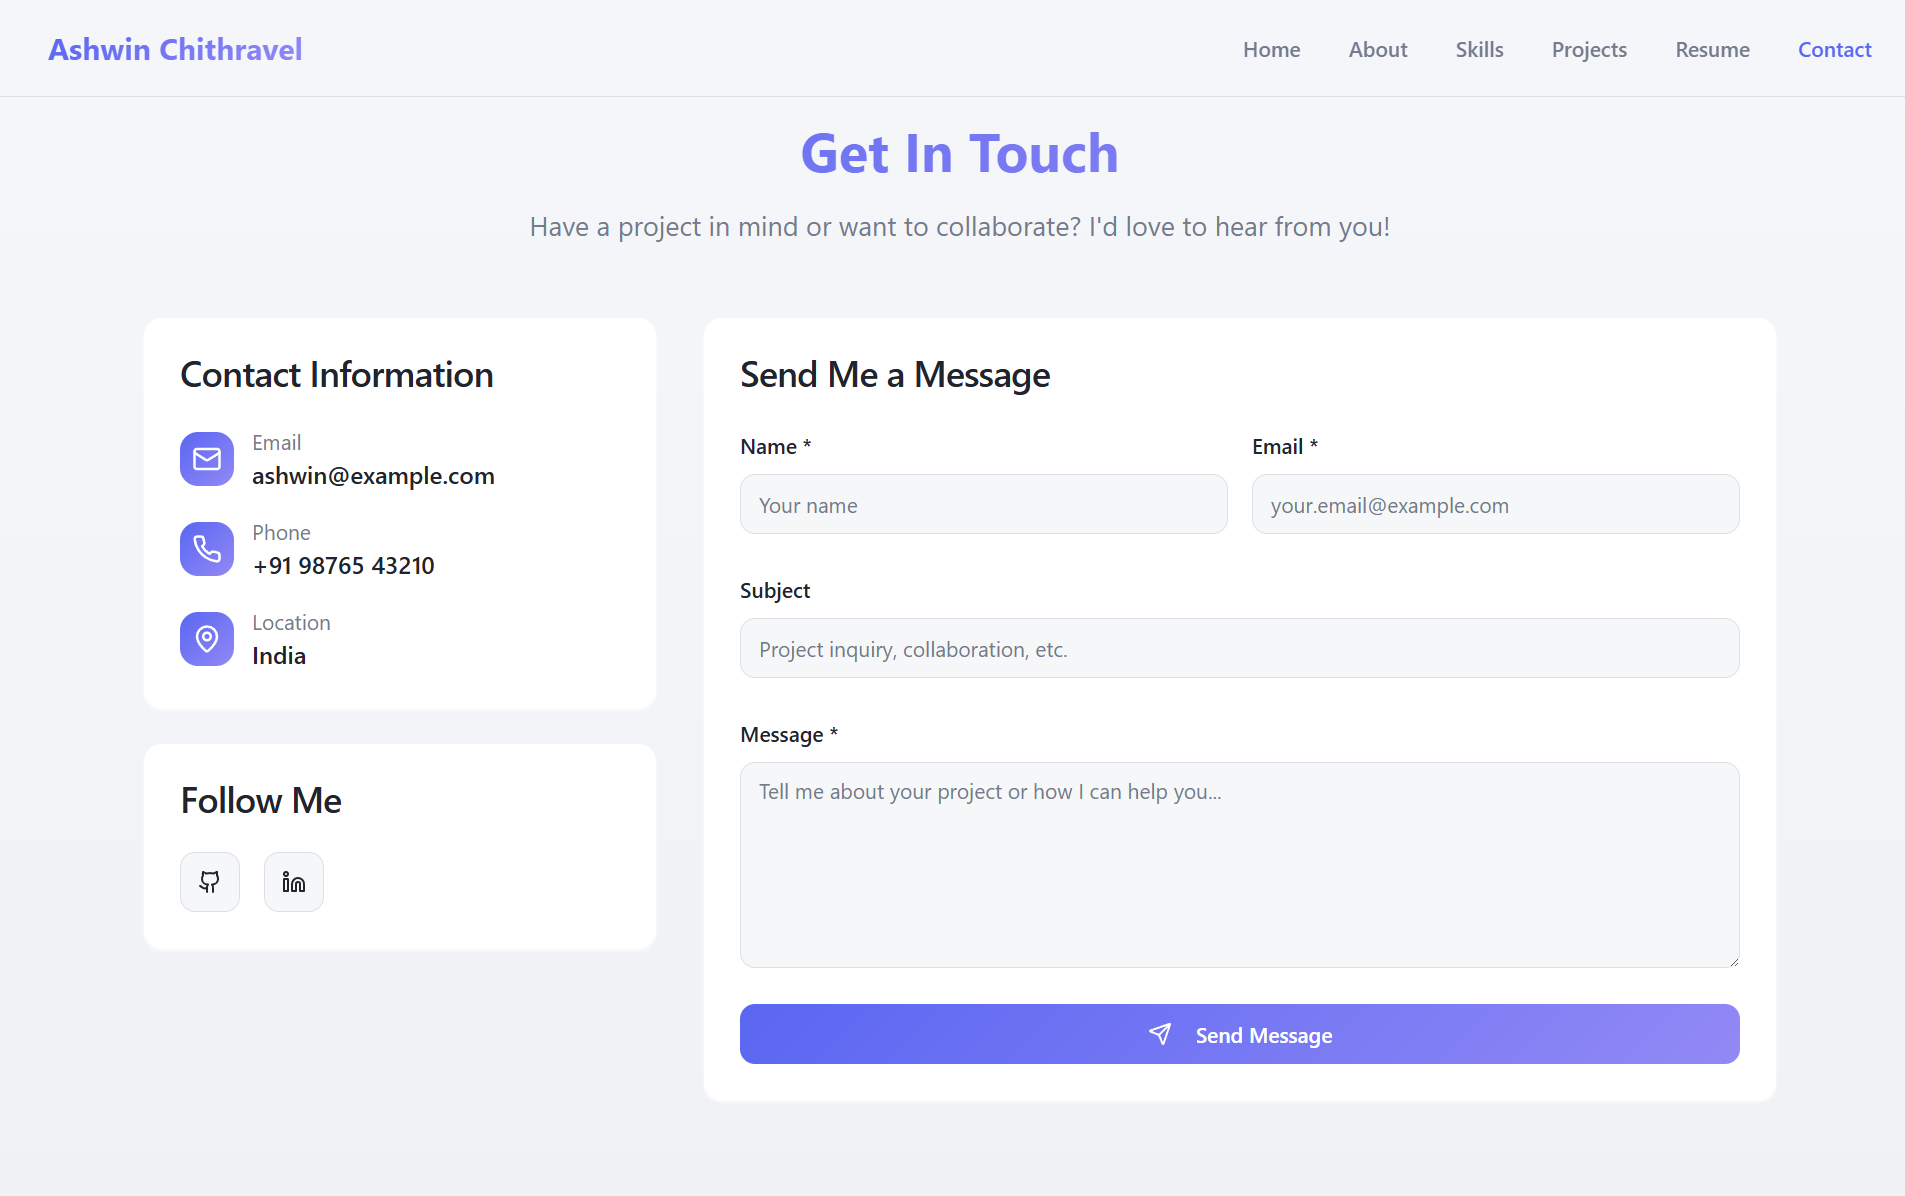 Ashwin Chithravel
Home About Skills Projects Resume Contact
Get In Touch
Have a project in mind or want to collaborate? I'd love to hear from you!
Contact Information
Email
ashwin@example.com
Phone
+91 98765 43210
Location
India
Follow Me
Send Me a Message
Name * Email *
Your name your.email@example.com
Subject
Project inquiry, collaboration, etc.
Message *
Tell me about your project or how I can help you...
Send Message